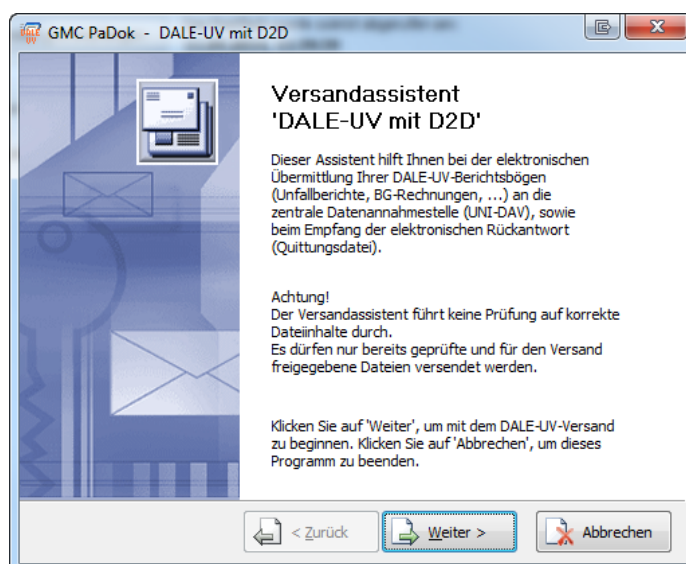 GMC PaDok - DALE-UV mit D2D
Versandassistent
'DALE-UV mit D2D'
Dieser Assistent hilft Ihnen bei der elektronischen
Übermittlung Ihrer DALE-UV-Berichtsbögen
(Unfallberichte, BG-Rechnungen, ...) an die
zentrale Datenannahmestelle (UNI-DAV), sowie
beim Empfang der elektronischen Rückantwort
(Quittungsdatei).
Achtung!
Der Versandassistent führt keine Prüfung auf korrekte
Dateiinhalte durch.
Es dürfen nur bereits geprüfte und für den Versand
freigegebene Dateien versendet werden.
Klicken Sie auf 'Weiter', um mit dem DALE-UV-Versand
zu beginnen. Klicken Sie auf 'Abbrechen', um dieses
Programm zu beenden.
< Zurück Weiter > Abbrechen